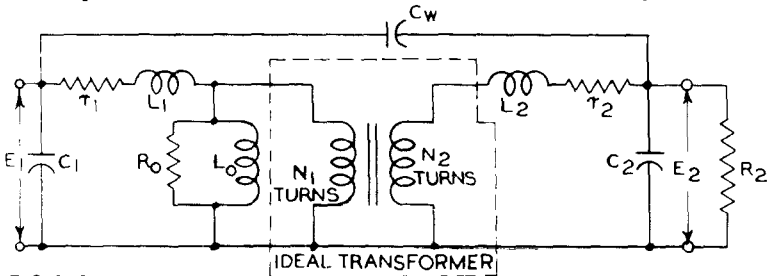 CW
r1
L1
L2
r2
E1
C1
R0
L0
N1
TURNS
N2
TURNS
C2
E2
R2
IDEAL TRANSFORMER